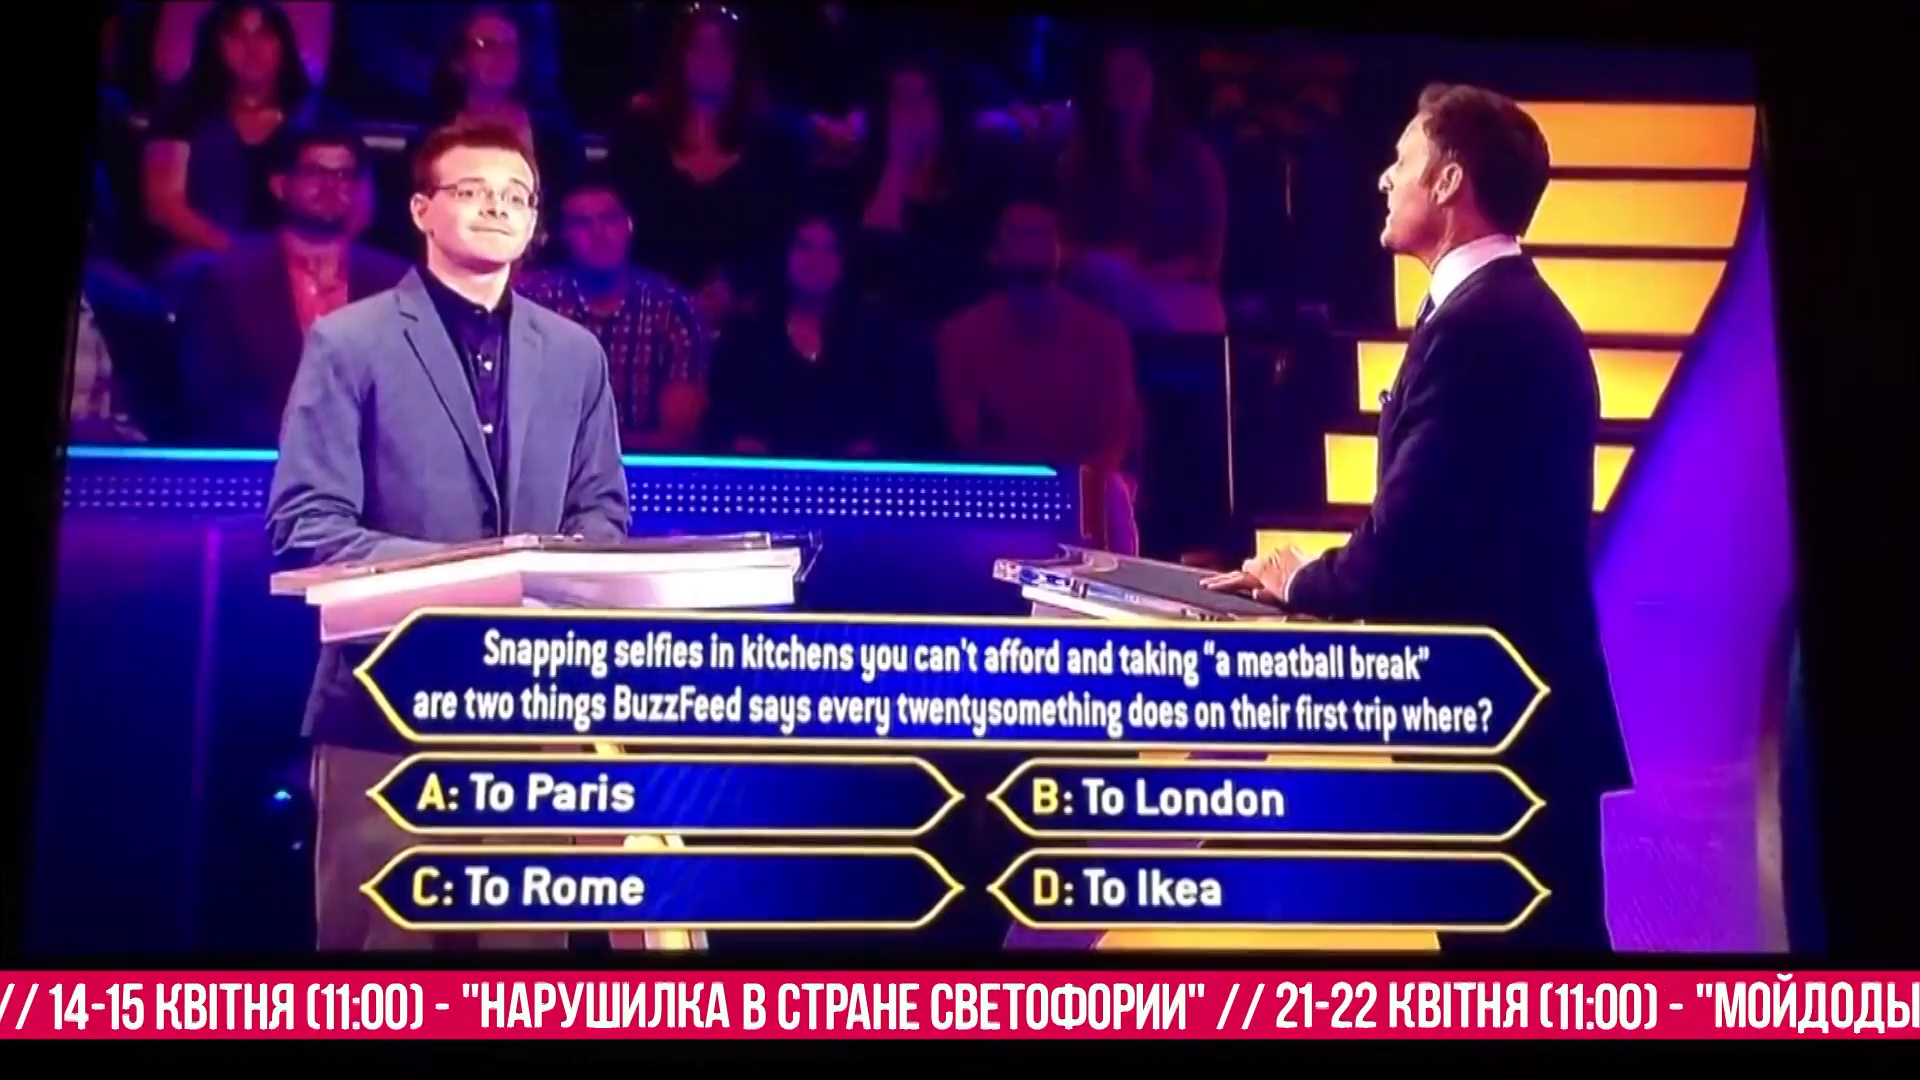 Snapping selfies in kitchens you can't afford and taking “a meatball break”
are two things BuzzFeed says every twentysomething does on their first trip where?
A: To Paris
B: To London
C: To Rome
D: To Ikea
// 14-15 КВІТНЯ (11:00) - "НАРУШИЛКА В СТРАНЕ СВЕТОФОРИИ" // 21-22 КВІТНЯ (11:00) - "МОЙДОДЫ